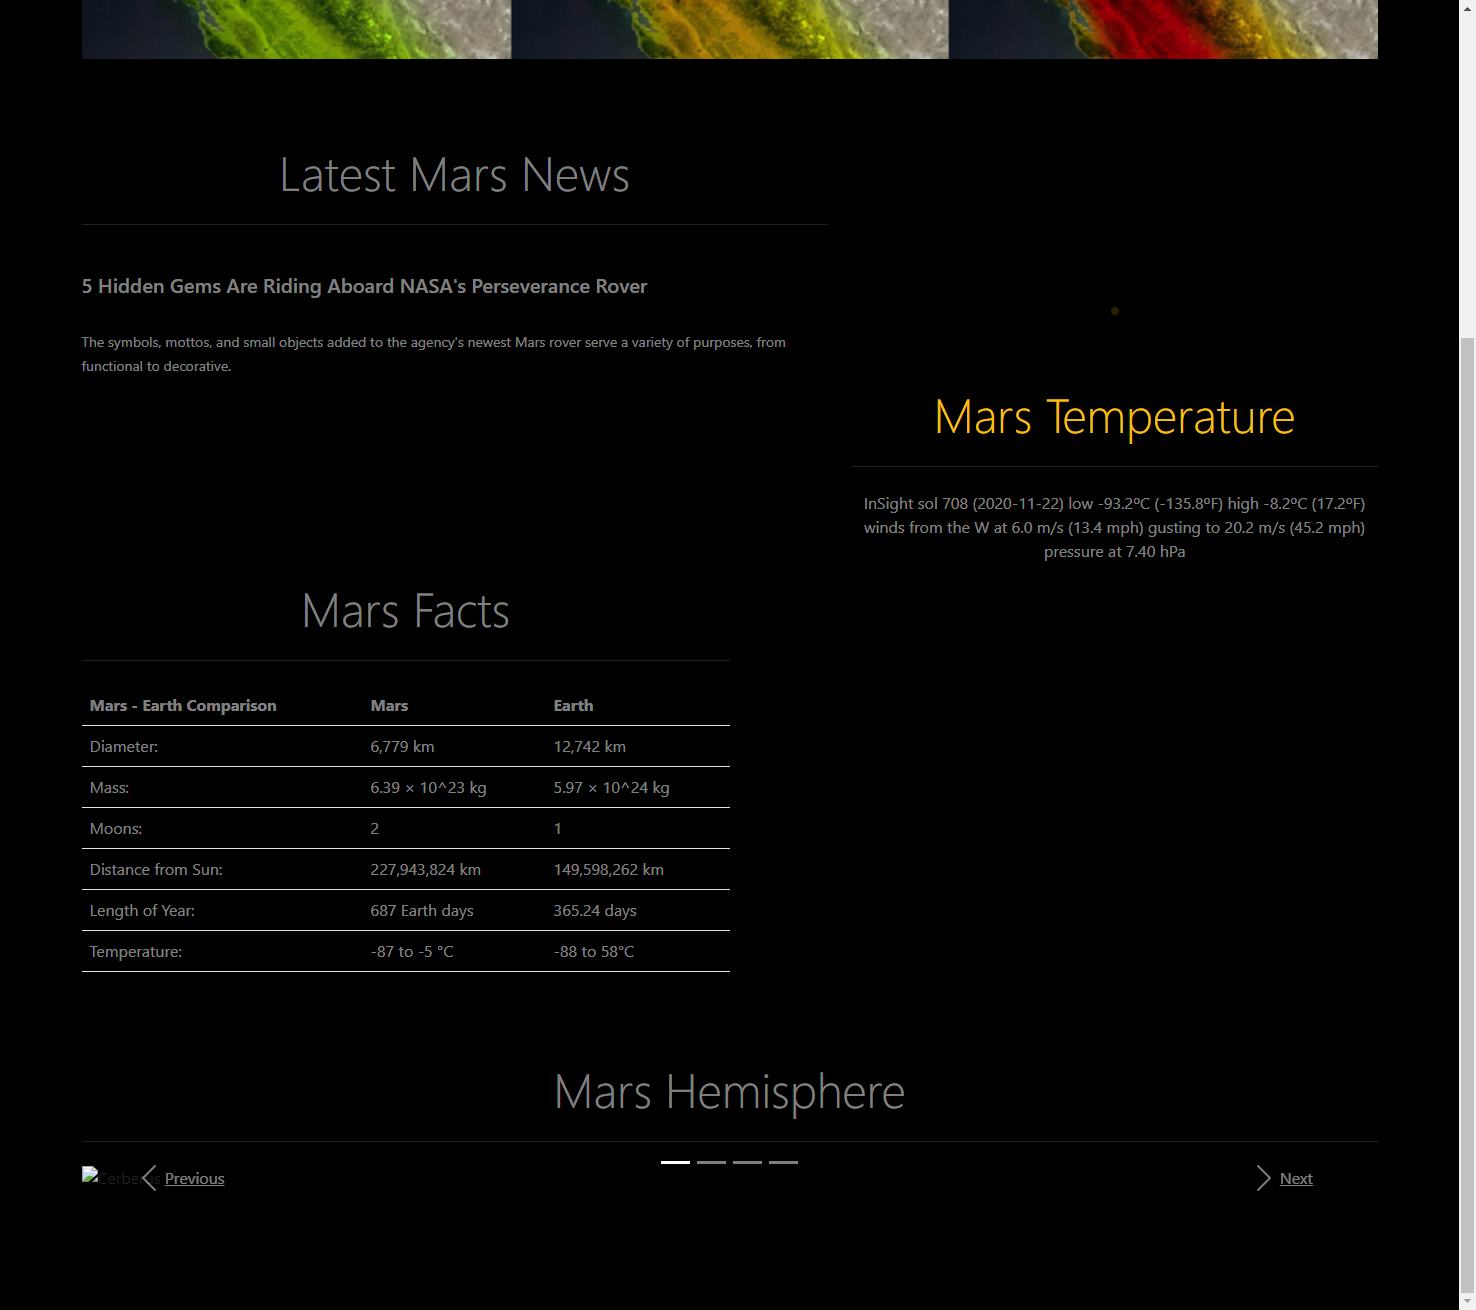 Latest Mars News
5 Hidden Gems Are Riding Aboard NASA's Perseverance Rover
The symbols, mottos, and small objects added to the agency's newest Mars rover serve a variety of purposes, from
functional to decorative.
Mars Temperature
InSight sol 708 (2020-11-22) low -93.2ºC (-135.8ºF) high -8.2ºC (17.2ºF)
winds from the W at 6.0 m/s (13.4 mph) gusting to 20.2 m/s (45.2 mph)
pressure at 7.40 hPa
Mars Facts
Mars - Earth Comparison Mars Earth
Diameter: 6,779 km 12,742 km
Mass: 6.39 × 10^23 kg 5.97 × 10^24 kg
Moons: 2 1
Distance from Sun: 227,943,824 km 149,598,262 km
Length of Year: 687 Earth days 365.24 days
Temperature: -87 to -5 °C -88 to 58°C
Mars Hemisphere
Cerberus Previous Next